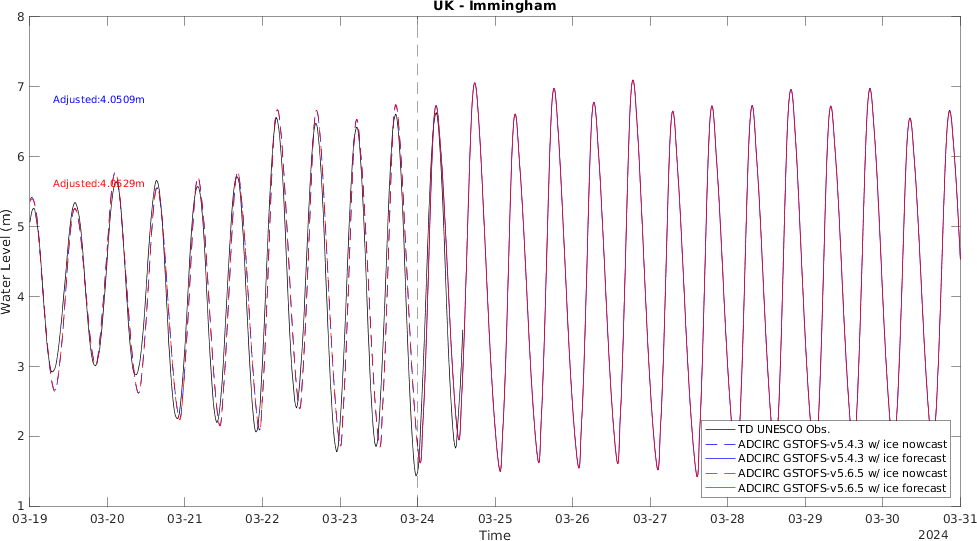 UK - Immingham
8
7
6
5
4
3
2
1
Water Level (m)
Adjusted:4.0509m
Adjusted:4.0529m
TD UNESCO Obs.
ADCIRC GSTOFS-v5.4.3 w/ ice nowcast
ADCIRC GSTOFS-v5.4.3 w/ ice forecast
ADCIRC GSTOFS-v5.6.5 w/ ice nowcast
ADCIRC GSTOFS-v5.6.5 w/ ice forecast
03-19 03-20 03-21 03-22 03-23 03-24 03-25 03-26 03-27 03-28 03-29 03-30 03-31
Time
2024